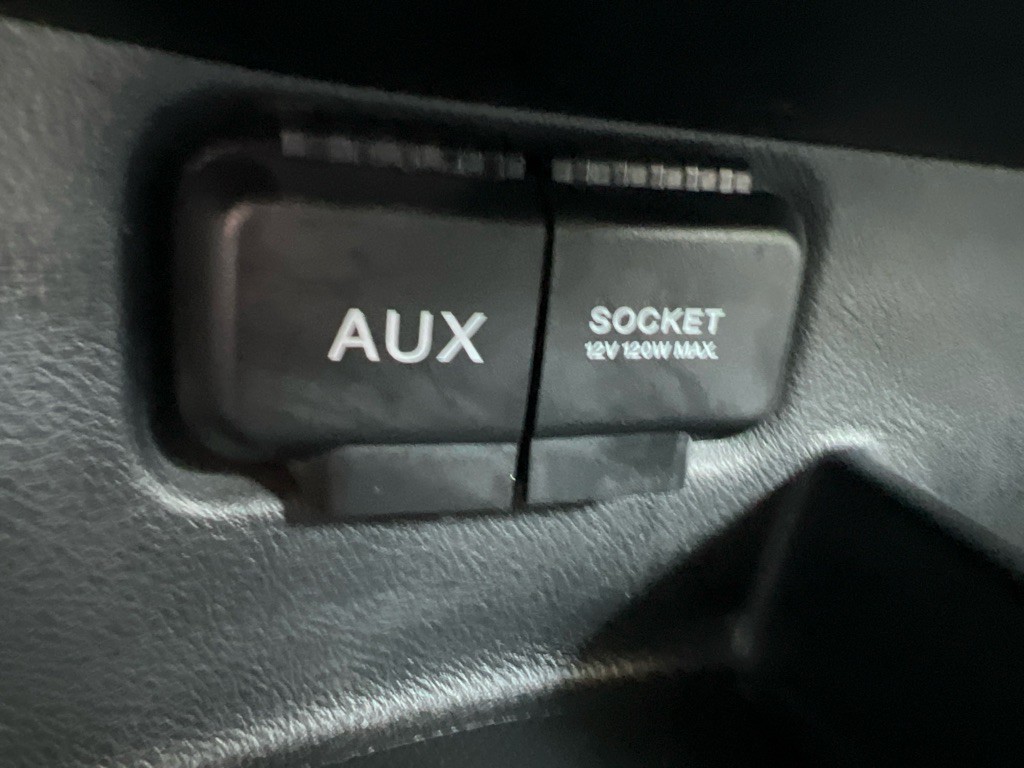 AUX
SOCKET
12V 120W MAX.